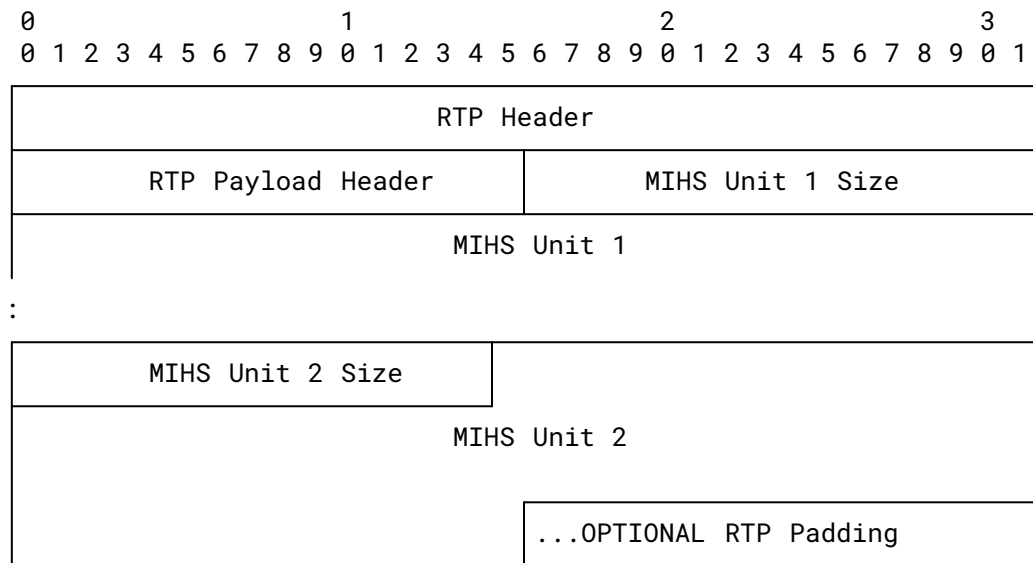 0 1 2 3
0 1 2 3 4 5 6 7 8 9 0 1 2 3 4 5 6 7 8 9 0 1 2 3 4 5 6 7 8 9 0 1
RTP Header
RTP Payload Header MIHS Unit 1 Size
MIHS Unit 1
:
MIHS Unit 2 Size
MIHS Unit 2
...OPTIONAL RTP Padding